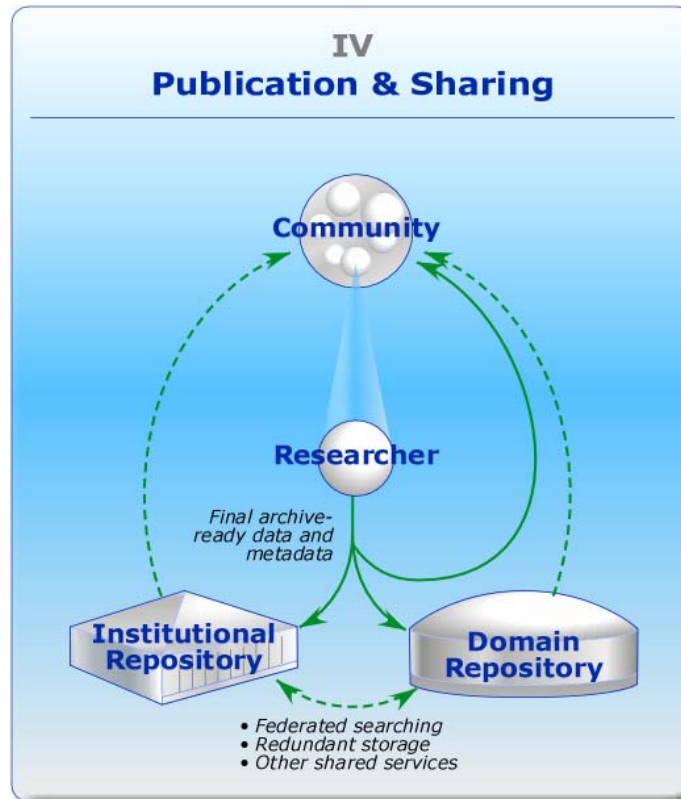 IV
Publication & Sharing
Community
Researcher
Final archive-
ready data and
metadata
Institutional
Repository
Domain
Repository
• Federated searching
• Redundant storage
• Other shared services